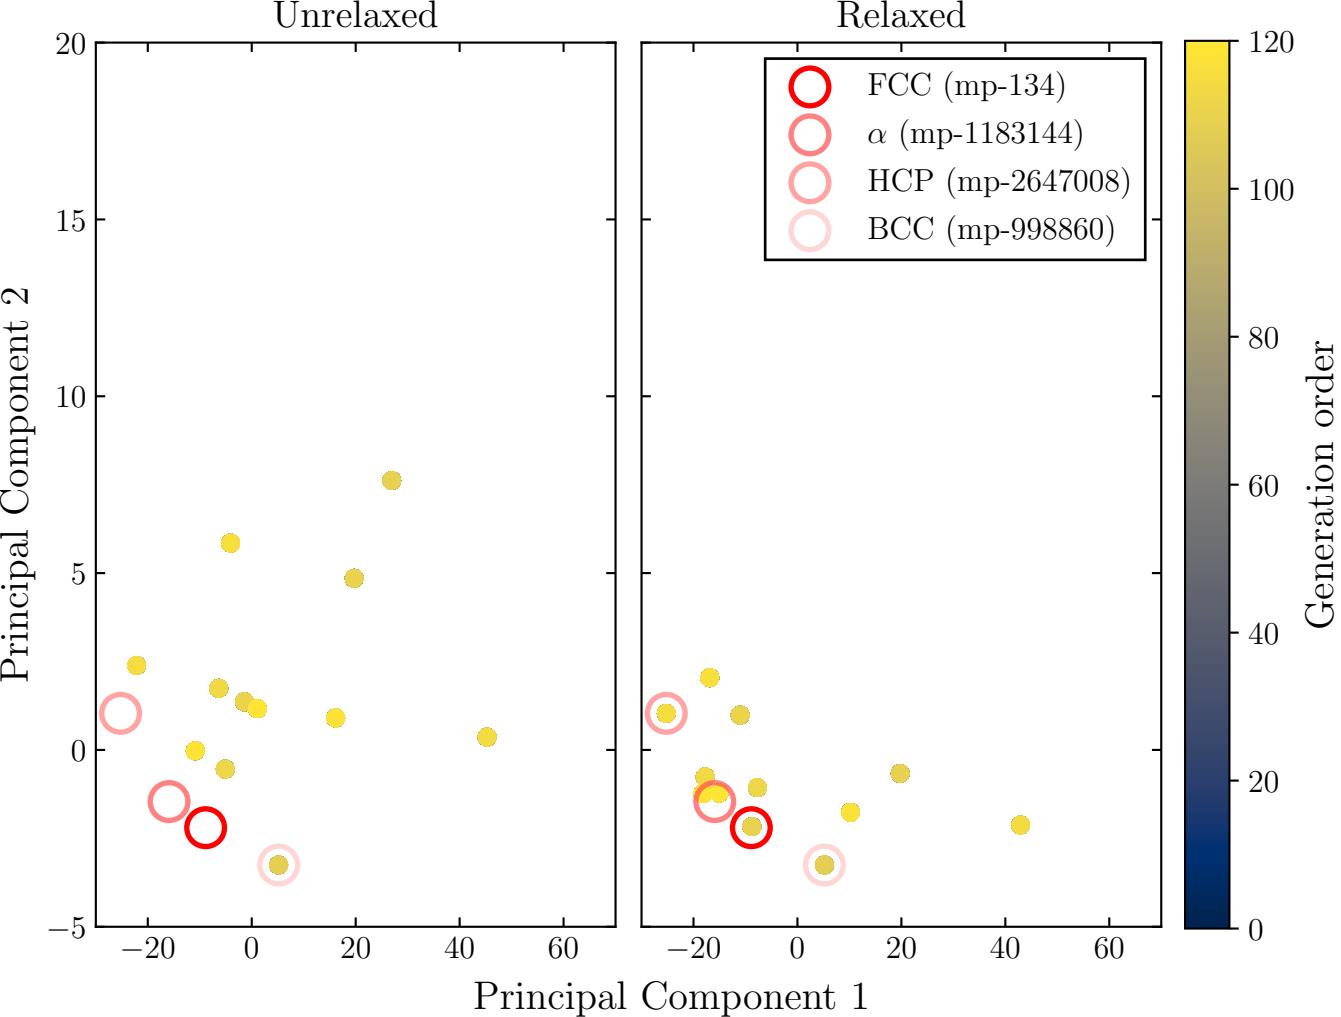 Unrelaxed
Relaxed
20
15
10
5
0
−5
Principal Component 2
−20 0 20 40 60
−20 0 20 40 60
Principal Component 1
FCC (mp-134)
α (mp-1183144)
HCP (mp-2647008)
BCC (mp-998860)
120
100
80
60
40
20
0
Generation order